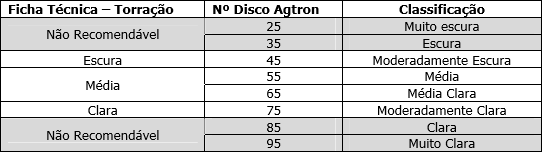 Ficha Técnica – Torração Nº Disco Agtron Classificação
Não Recomendável 25 Muito escura
35 Escura
Escura 45 Moderadamente Escura
Média 55 Média
65 Média Clara
Clara 75 Moderadamente Clara
Não Recomendável 85 Clara
95 Muito Clara